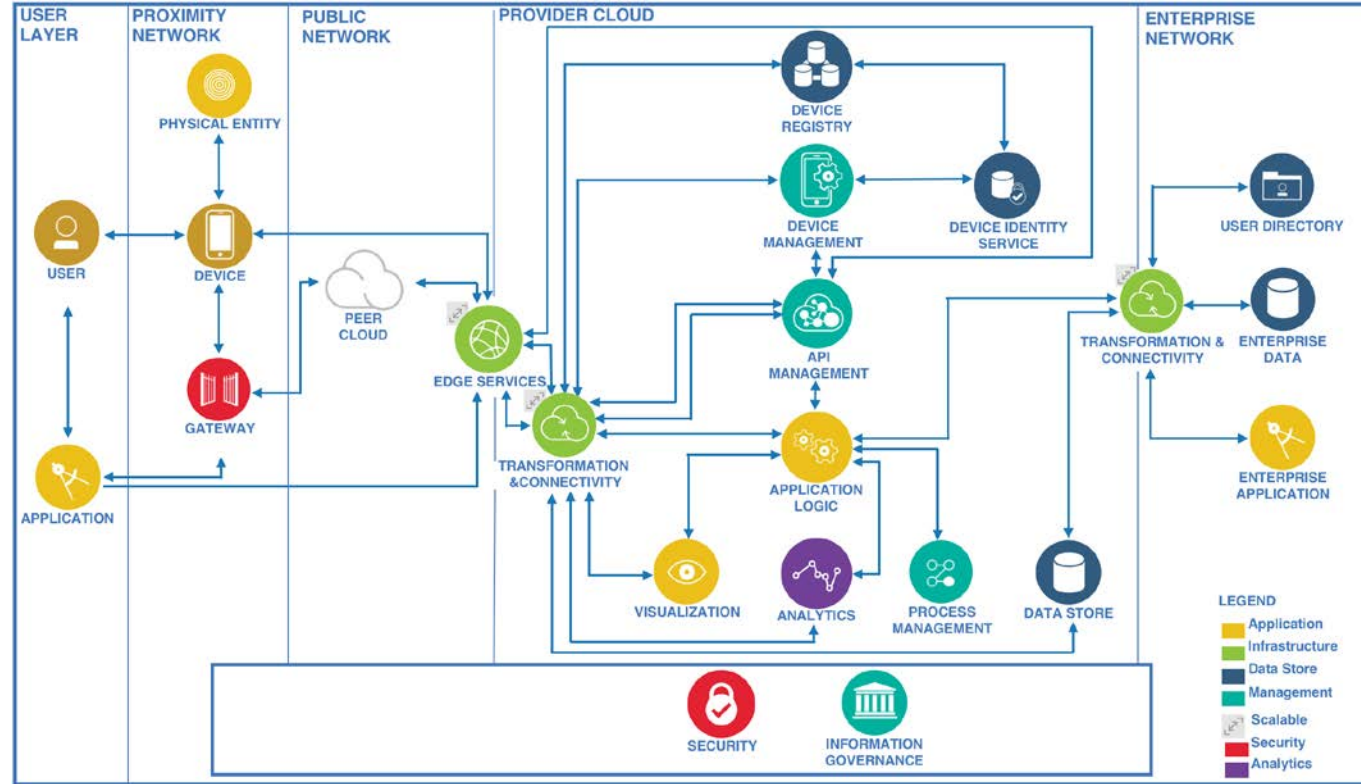 USER
LAYER
PROXIMITY
NETWORK
PUBLIC
NETWORK
PROVIDER CLOUD
ENTERPRISE
NETWORK
PHYSICAL ENTITY
DEVICE
REGISTRY
USER
DEVICE
PEER
CLOUD
DEVICE
MANAGEMENT
DEVICE IDENTITY
SERVICE
USER DIRECTORY
EDGE SERVICES
API
MANAGEMENT
TRANSFORMATION &
CONNECTIVITY
ENTERPRISE
DATA
GATEWAY
APPLICATION
TRANSFORMATION
&CONNECTIVITY
APPLICATION
LOGIC
ENTERPRISE
APPLICATION
VISUALIZATION
ANALYTICS
PROCESS
MANAGEMENT
DATA STORE
LEGEND
Application
Infrastructure
Data Store
Management
Scalable
Security
Analytics
SECURITY
INFORMATION
GOVERNANCE